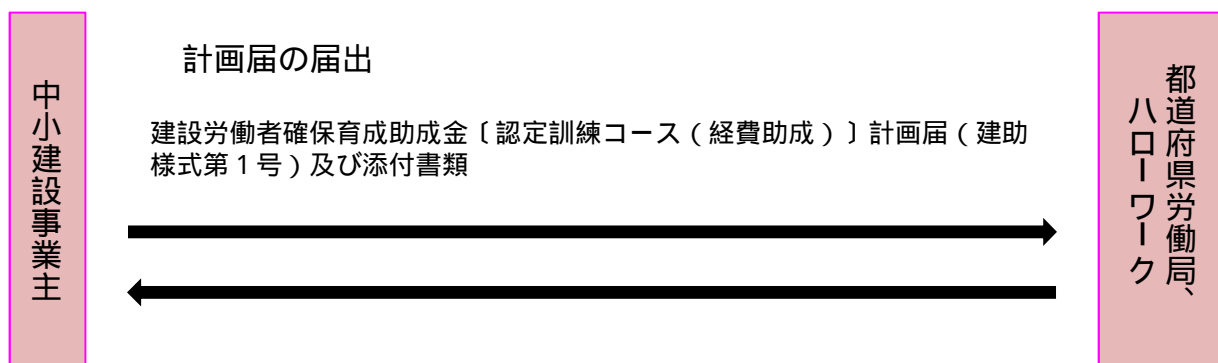 中小建設事業主
計画届の届出
建設労働者確保育成助成金〔認定訓練コース（経費助成）〕計画届（建助
様式第１号）及び添付書類
都道府県労働局、
ハローワーク